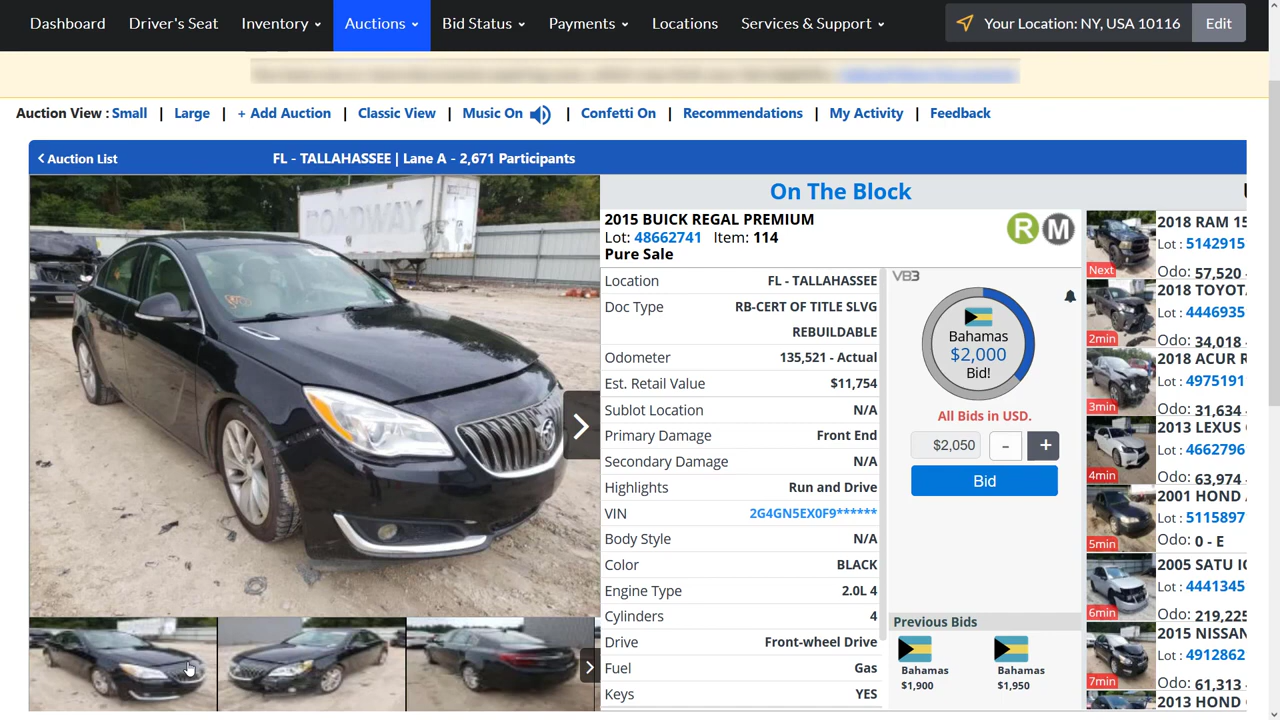 Dashboard Driver's Seat Inventory Auctions Bid Status Payments Locations Services & Support Your Location: NY, USA 10116 Edit
Auction View : Small | Large | + Add Auction | Classic View | Music On | Confetti On | Recommendations | My Activity | Feedback
Auction List
FL - TALLAHASSEE | Lane A - 2,671 Participants
ROADWAY
On The Block
2015 BUICK REGAL PREMIUM
Lot: 48662741 Item: 114
Pure Sale
R M
Location FL - TALLAHASSEE
Doc Type RB-CERT OF TITLE SLVG
REBUILDABLE
Odometer 135,521 - Actual
Est. Retail Value $11,754
Sublot Location N/A
Primary Damage Front End
Secondary Damage N/A
Highlights Run and Drive
VIN 2G4GN5EX0F9******
Body Style N/A
Color BLACK
Engine Type 2.0L 4
Cylinders 4
Drive Front-wheel Drive
Fuel Gas
Keys YES
VB3
Bahamas
$2,000
Bid!
All Bids in USD.
$2,050 - +
Bid
Previous Bids
Bahamas
$1,900
Bahamas
$1,950
2018 RAM 15
Lot : 5142915
Next
Odo: 57,520
2018 TOYOT
Lot : 4446935
2min
Odo: 34,018
2018 ACUR R
Lot : 4975191
3min
Odo: 31,634
2013 LEXUS
Lot : 4662796
4min
Odo: 63,974
2001 HOND
Lot : 5115897
5min
Odo: 0 - E
2005 SATU IO
Lot : 4441345
6min
Odo: 219,225
2015 NISSAN
Lot : 4912862
7min
Odo: 61,313
2013 HOND